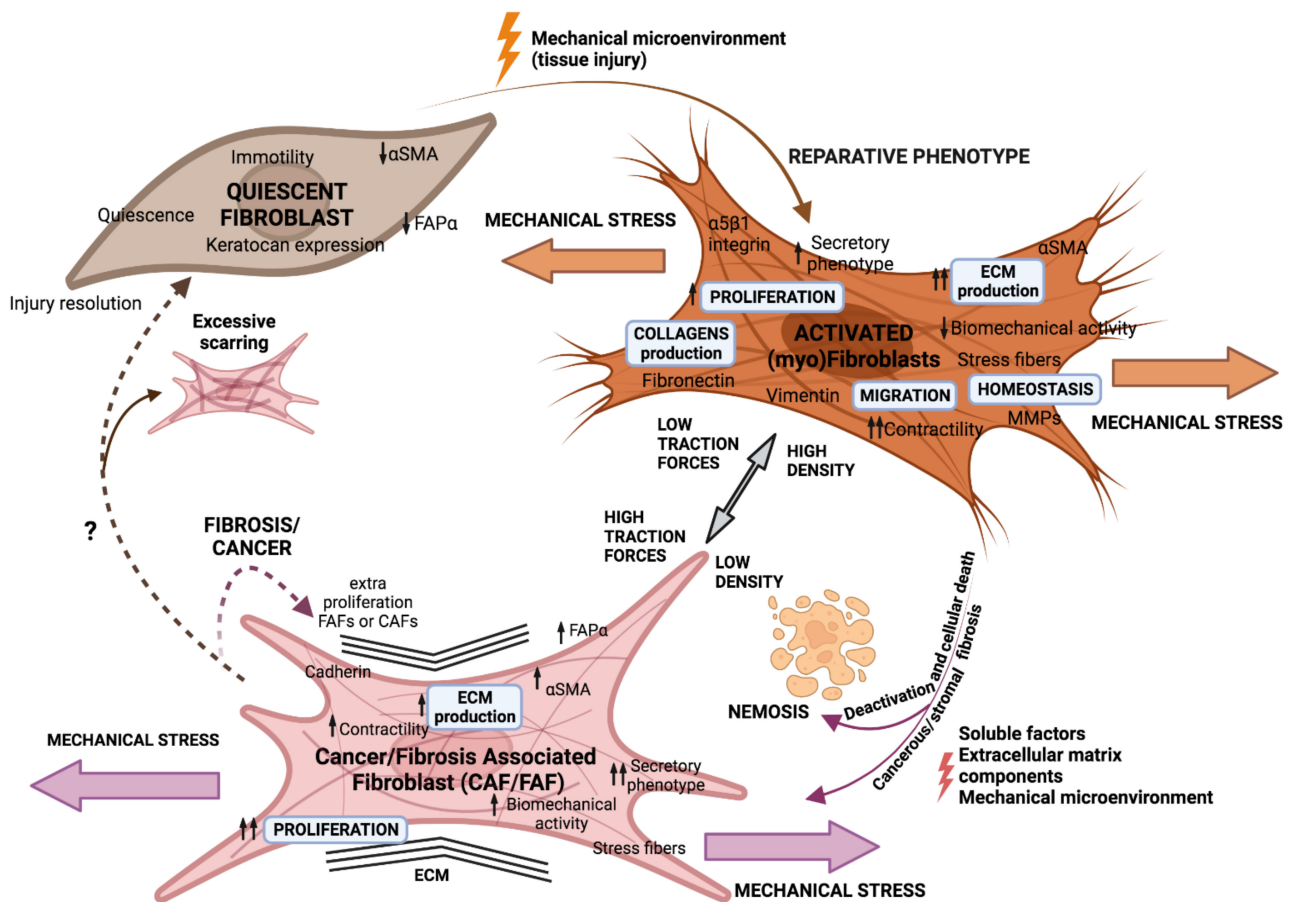 Mechanical microenvironment
(tissue injury)
Immotility
↓αSMA
QUIESCENT
FIBROBLAST
Quiescence
↓FAPα
Keratocan expression
Injury resolution
Excessive
scarring
?
REPARATIVE PHENOTYPE
MECHANICAL STRESS
α5β1
integrin
↑Secretory
phenotype
αSMA
↑↑ECM
production
↑PROLIFERATION
COLLAGENS
production
ACTIVATED
(myo)Fibroblasts
↓Biomechanical activity
Stress fibers
Fibronectin
Vimentin
MIGRATION
HOMEOSTASIS
MMPs
↑↑Contractility
MECHANICAL STRESS
LOW
TRACTION
FORCES
HIGH
DENSITY
HIGH
TRACTION
FORCES
LOW
DENSITY
FIBROSIS/
CANCER
extra
proliferation
FAFs or CAFs
↑FAPα
Cadherin
↑αSMA
↑ECM
production
↑Contractility
Cancer/Fibrosis Associated
Fibroblast (CAF/FAF)
↑↑Secretory
phenotype
↑Biomechanical
activity
↑↑PROLIFERATION
Stress fibers
ECM
MECHANICAL STRESS
MECHANICAL STRESS
NEMOSIS
Deactivation and cellular death
Cancerous/stromal fibrosis
Soluble factors
Extracellular matrix
components
Mechanical microenvironment